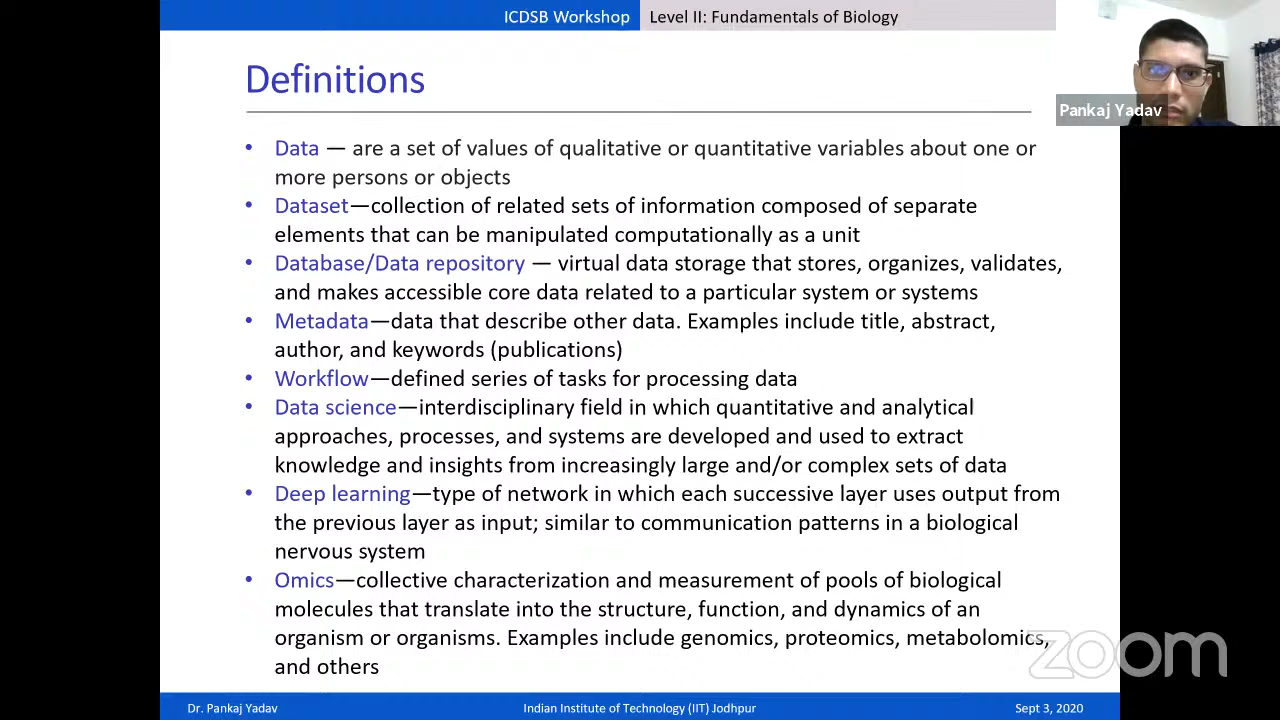 ICDSB Workshop Level II: Fundamentals of Biology
Definitions
Pankaj Yadav
• Data — are a set of values of qualitative or quantitative variables about one or
more persons or objects
• Dataset—collection of related sets of information composed of separate
elements that can be manipulated computationally as a unit
• Database/Data repository — virtual data storage that stores, organizes, validates,
and makes accessible core data related to a particular system or systems
• Metadata—data that describe other data. Examples include title, abstract,
author, and keywords (publications)
• Workflow—defined series of tasks for processing data
• Data science—interdisciplinary field in which quantitative and analytical
approaches, processes, and systems are developed and used to extract
knowledge and insights from increasingly large and/or complex sets of data
• Deep learning—type of network in which each successive layer uses output from
the previous layer as input; similar to communication patterns in a biological
nervous system
• Omics—collective characterization and measurement of pools of biological
molecules that translate into the structure, function, and dynamics of an
organism or organisms. Examples include genomics, proteomics, metabolomics,
and others
zoom
Dr. Pankaj Yadav Indian Institute of Technology (IIT) Jodhpur Sept 3, 2020